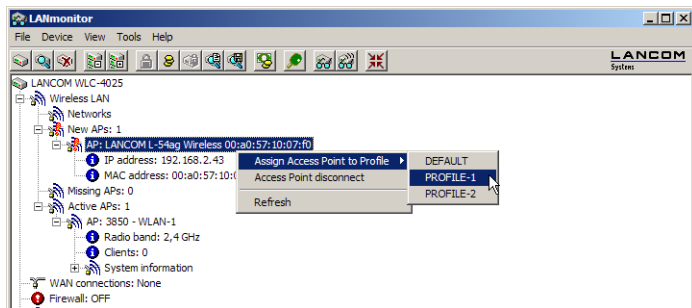 LANmonitor
File Device View Tools Help
LANCOM
Systems
LANCOM WLC-4025
Wireless LAN
Networks
New APs: 1
AP: LANCOM L-54ag Wireless 00:a0:57:10:07:f0
IP address: 192.168.2.43
MAC address: 00:a0:57:10:
Assign Access Point to Profile
Access Point disconnect
Refresh
DEFAULT
PROFILE-1
PROFILE-2
Missing APs: 0
Active APs: 1
AP: 3850 - WLAN-1
Radio band: 2,4 GHz
Clients: 0
System information
WAN connections: None
Firewall: OFF